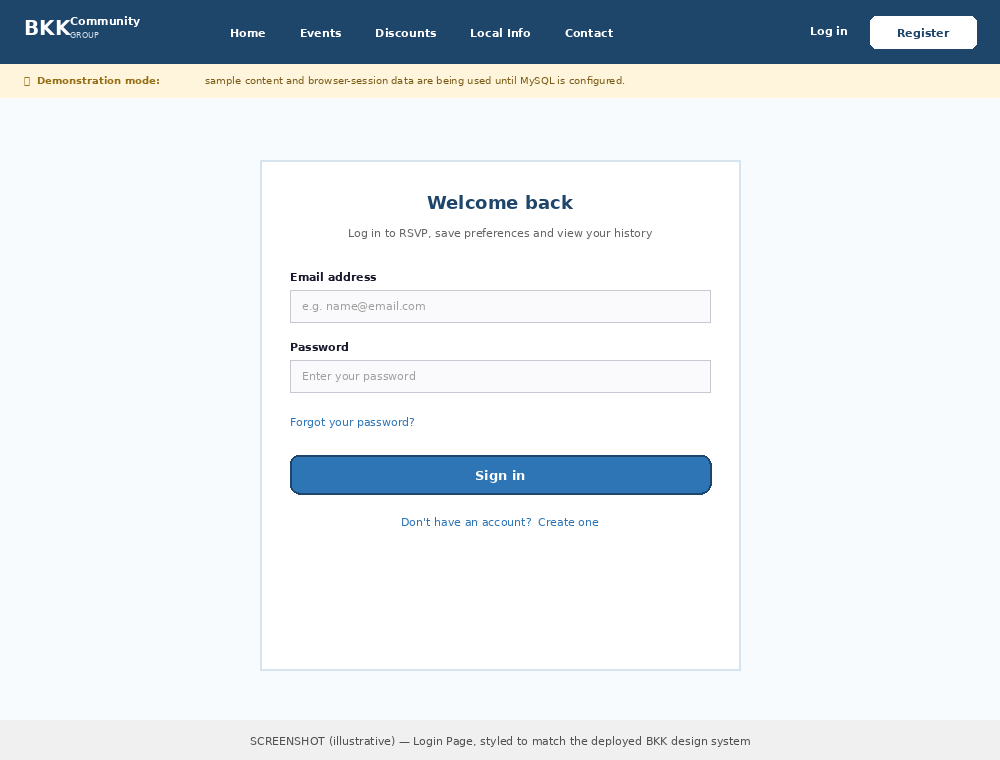 BKK Community GROUP Home Events Discounts Local Info Contact Log in Register
Demonstration mode: sample content and browser-session data are being used until MySQL is configured.
Welcome back
Log in to RSVP, save preferences and view your history
Email address
e.g. name@email.com
Password
Enter your password
Forgot your password?
Sign in
Don't have an account? Create one
SCREENSHOT (illustrative) — Login Page, styled to match the deployed BKK design system